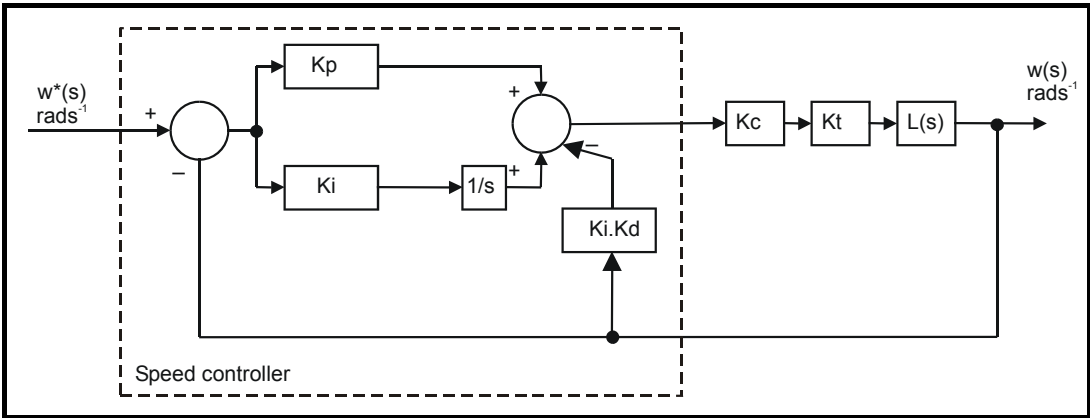 w*(s)
rads⁻¹
+
–
Kp
Ki
1/s
+
+
–
Ki.Kd
Kc
Kt
L(s)
w(s)
rads⁻¹
Speed controller